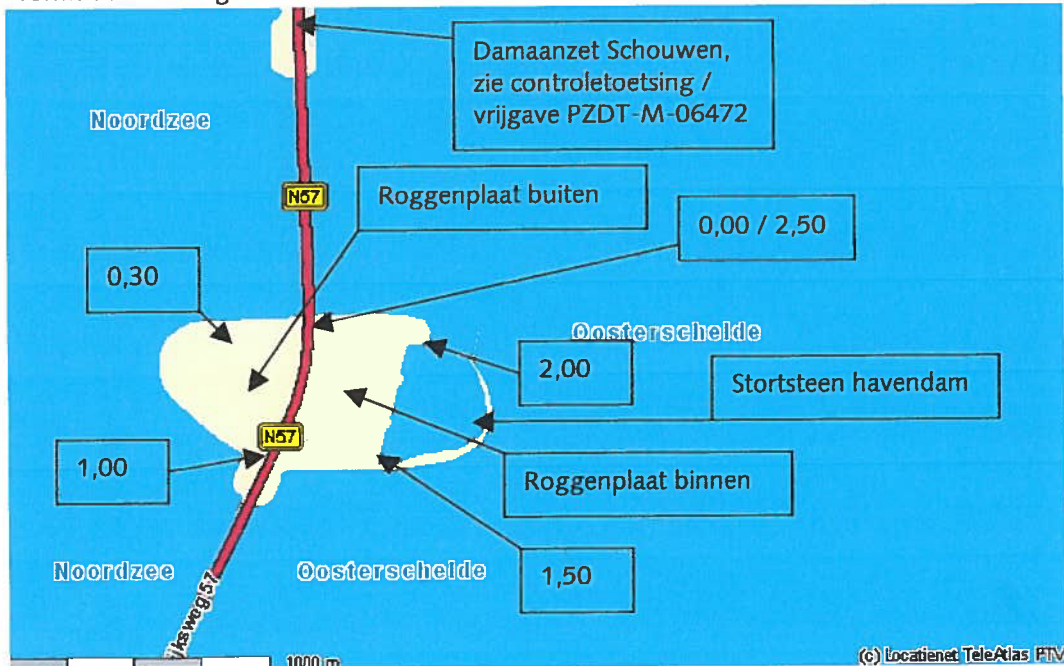 Damaanzet Schouwen,
zie controletoetsing /
vrijgave PZDT-M-06472
Noordzee
N57
Roggenplaat buiten
0,00 / 2,50
0,30
Oosterschelde
2,00
Stortsteen havendam
N57
1,00
Roggenplaat binnen
Noordzee
Oosterschelde
1,50
1000 m
(c) Locatienet TeleAtlas PTV